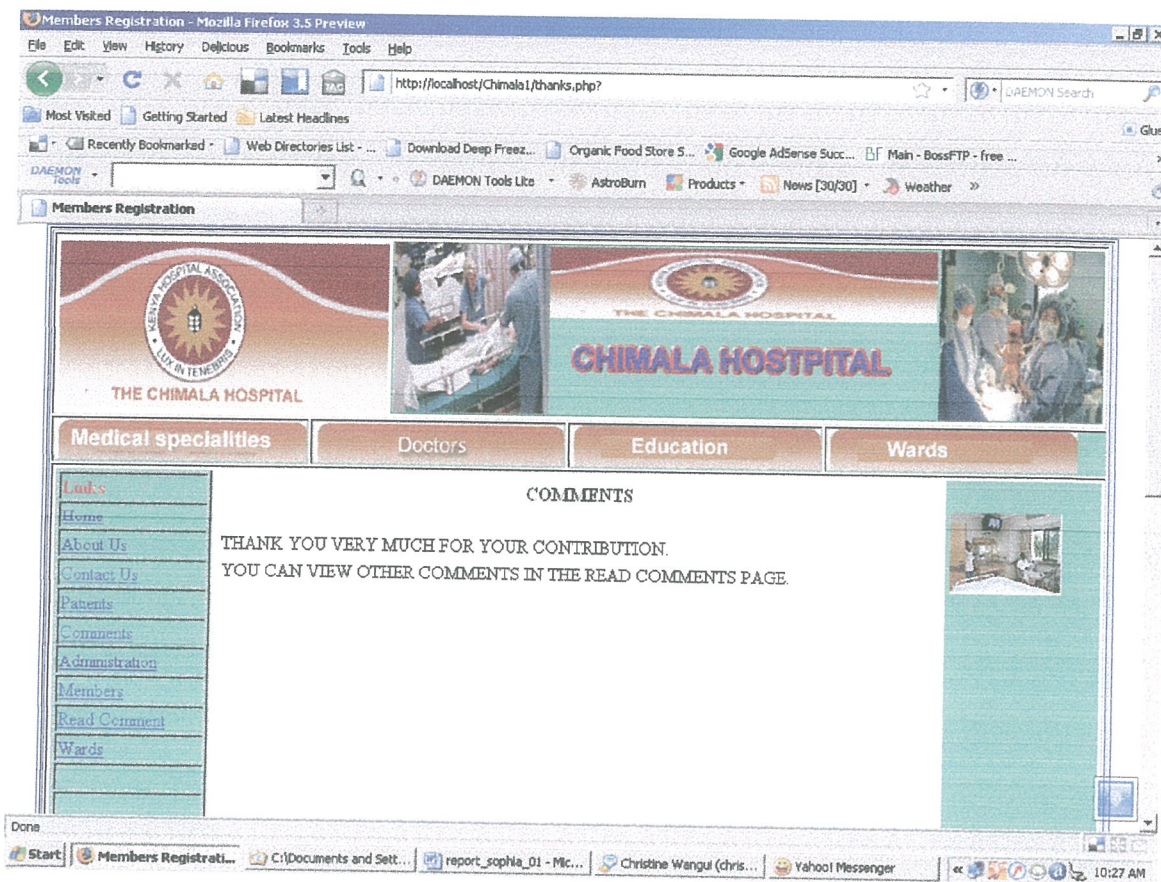 Members Registration - Mozilla Firefox 3.5 Preview
File Edit View History Delicious Bookmarks Tools Help
http://localhost/Chimala1/thanks.php?
DAEMON Search
Most Visited Getting Started Latest Headlines
Glue
Recently Bookmarked Web Directories List - ... Download Deep Freez... Organic Food Store S... Google AdSense Succ... Main - BossFTP - free ...
DAEMON Tools
DAEMON Tools Lite AstroBurn Products News [30/30] Weather »
Members Registration
KENYA HOSPITAL ASSOCIATION
LUX IN TENEBRIS
THE CHIMALA HOSPITAL
THE CHIMALA HOSPITAL
CHIMALA HOSTPITAL
Medical specialities Doctors Education Wards
Links
Home
About Us
Contact Us
Patients
Comments
Administration
Members
Read Comment
Wards
COMMENTS
THANK YOU VERY MUCH FOR YOUR CONTRIBUTION.
YOU CAN VIEW OTHER COMMENTS IN THE READ COMMENTS PAGE.
Done
Start Members Registrati... C:\Documents and Sett... report_sophia_01 - Mic... Christine Wangui (chris... Yahoo! Messenger « 10:27 AM